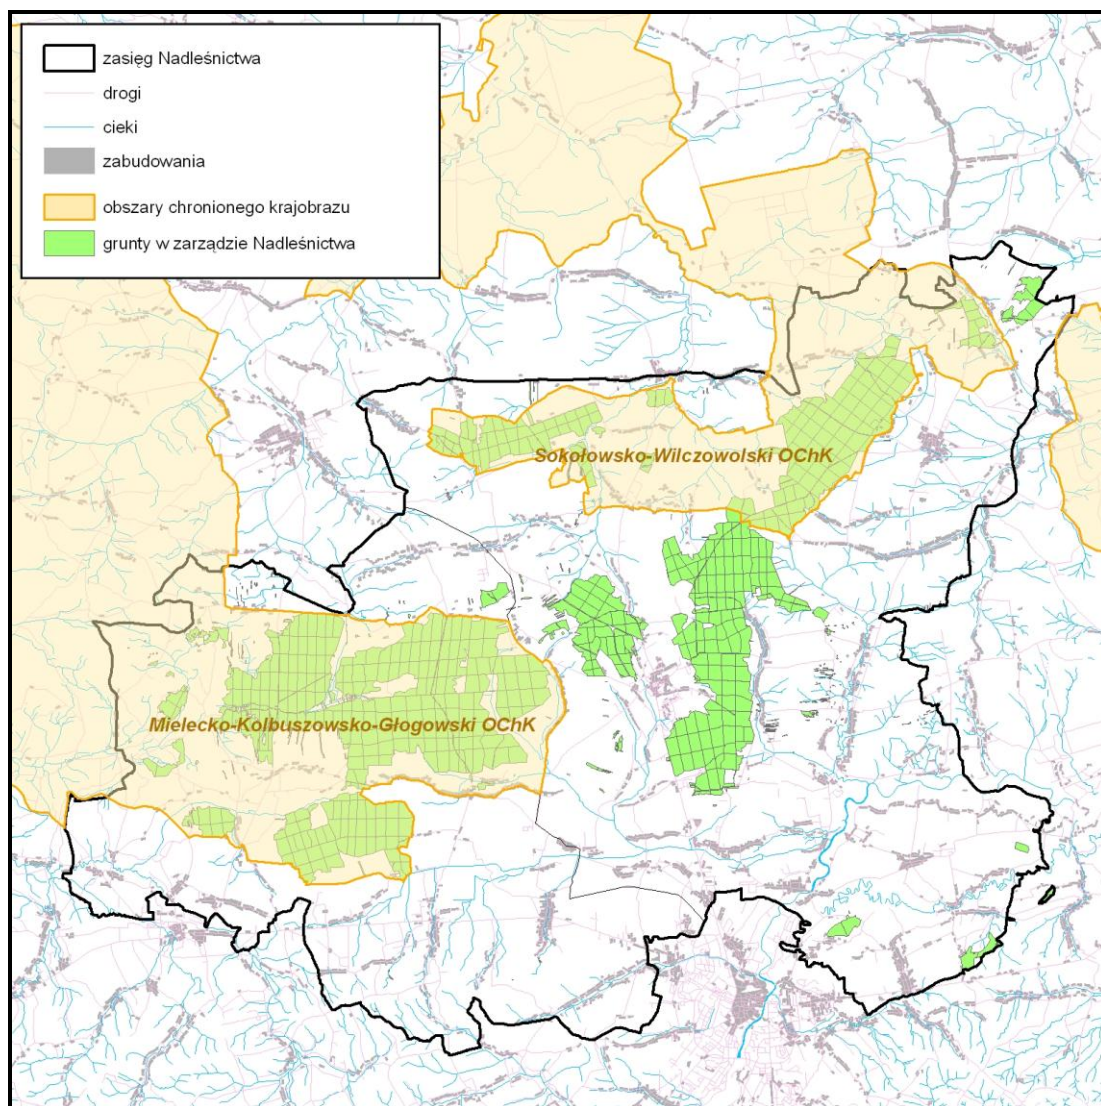 zasięg Nadleśnictwa
drogi
cieki
zabudowania
obszary chronionego krajobrazu
grunty w zarządzie Nadleśnictwa
Sokołowsko-Wilczowolski OChK
Mielecko-Kolbuszowsko-Głogowski OChK